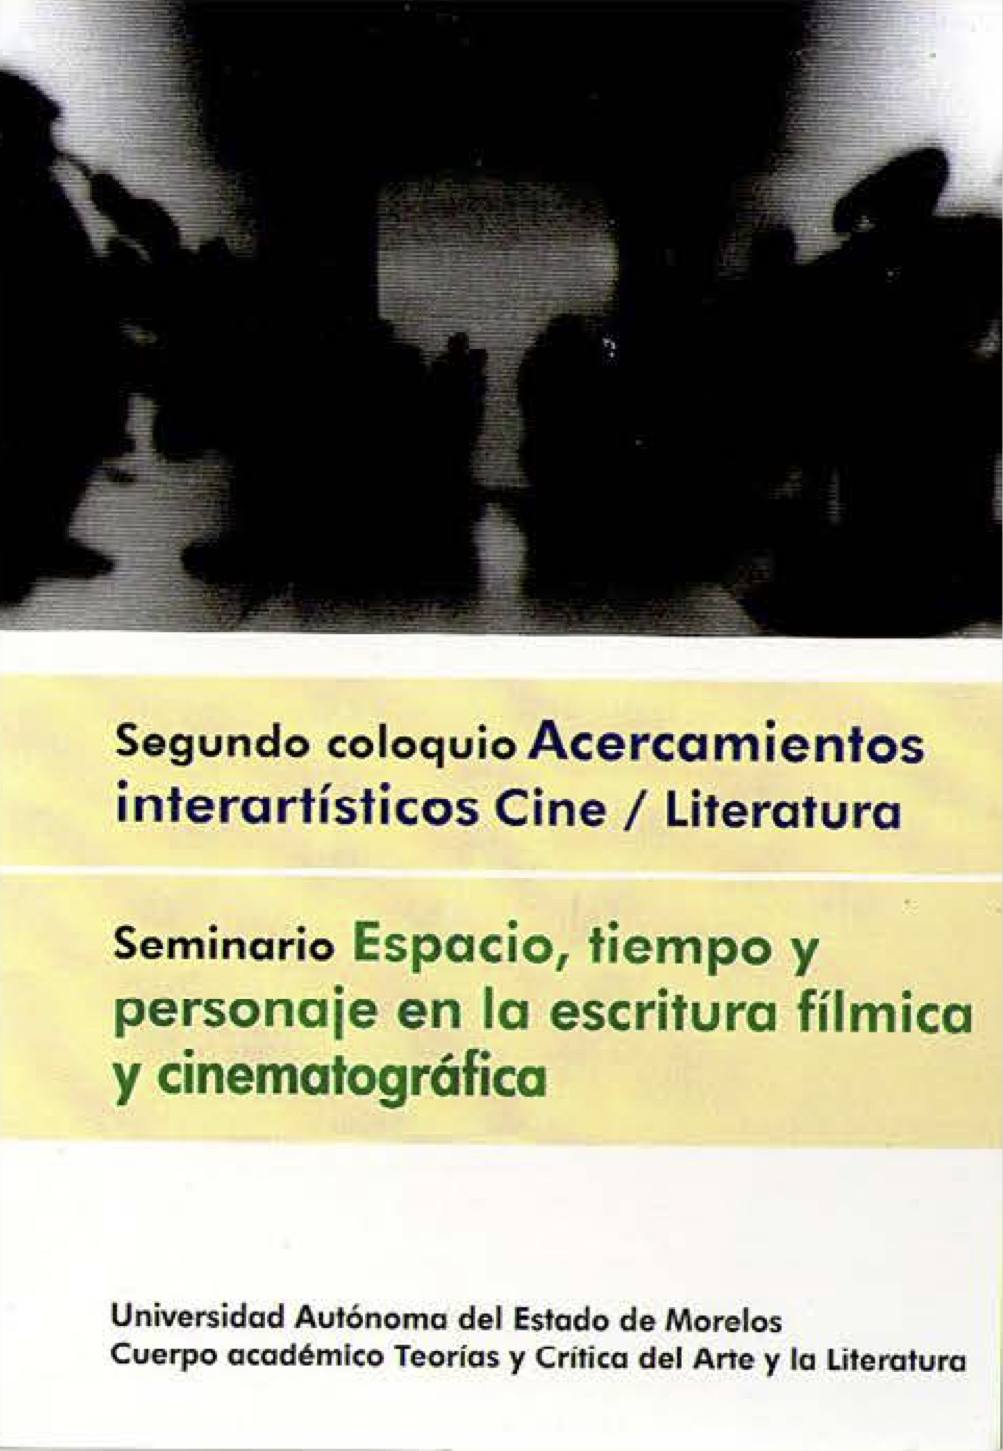 Segundo coloquio Acercamientos
interartísticos Cine / Literatura
Seminario Espacio, tiempo y
personaje en la escritura fílmica
y cinematográfica
Universidad Autónoma del Estado de Morelos
Cuerpo académico Teorías y Crítica del Arte y la Literatura